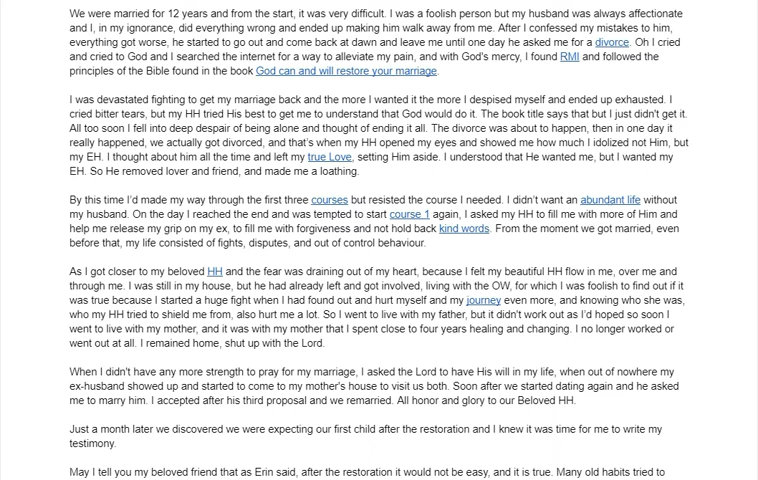 We were married for 12 years and from the start, it was very difficult. I was a foolish person but my husband was always affectionate
and I, in my ignorance, did everything wrong and ended up making him walk away from me. After I confessed my mistakes to him,
everything got worse, he started to go out and come back at dawn and leave me until one day he asked me for a divorce. Oh I cried
and cried to God and I searched the internet for a way to alleviate my pain, and with God's mercy, I found RMI and followed the
principles of the Bible found in the book God can and will restore your marriage.
I was devastated fighting to get my marriage back and the more I wanted it the more I despised myself and ended up exhausted. I
cried bitter tears, but my HH tried His best to get me to understand that God would do it. The book title says that but I just didn't get it.
All too soon I fell into deep despair of being alone and thought of ending it all. The divorce was about to happen, then in one day it
really happened, we actually got divorced, and that's when my HH opened my eyes and showed me how much I idolized not Him, but
my EH. I thought about him all the time and left my true Love, setting Him aside. I understood that He wanted me, but I wanted my
EH. So He removed lover and friend, and made me a loathing.
By this time I'd made my way through the first three courses but resisted the course I needed. I didn't want an abundant life without
my husband. On the day I reached the end and was tempted to start course 1 again, I asked my HH to fill me with more of Him and
help me release my grip on my ex, to fill me with forgiveness and not hold back kind words. From the moment we got married, even
before that, my life consisted of fights, disputes, and out of control behaviour.
As I got closer to my beloved HH and the fear was draining out of my heart, because I felt my beautiful HH flow in me, over me and
through me. I was still in my house, but he had already left and got involved, living with the OW, for which I was foolish to find out if it
was true because I started a huge fight when I had found out and hurt myself and my journey even more, and knowing who she was,
who my HH tried to shield me from, also hurt me a lot. So I went to live with my father, but it didn't work out as I'd hoped so soon I
went to live with my mother, and it was with my mother that I spent close to four years healing and changing. I no longer worked or
went out at all. I remained home, shut up with the Lord.
When I didn't have any more strength to pray for my marriage, I asked the Lord to have His will in my life, when out of nowhere my
ex-husband showed up and started to come to my mother's house to visit us both. Soon after we started dating again and he asked
me to marry him. I accepted after his third proposal and we remarried. All honor and glory to our Beloved HH.
Just a month later we discovered we were expecting our first child after the restoration and I knew it was time for me to write my
testimony.
May I tell you my beloved friend that as Erin said, after the restoration it would not be easy, and it is true. Many old habits tried to